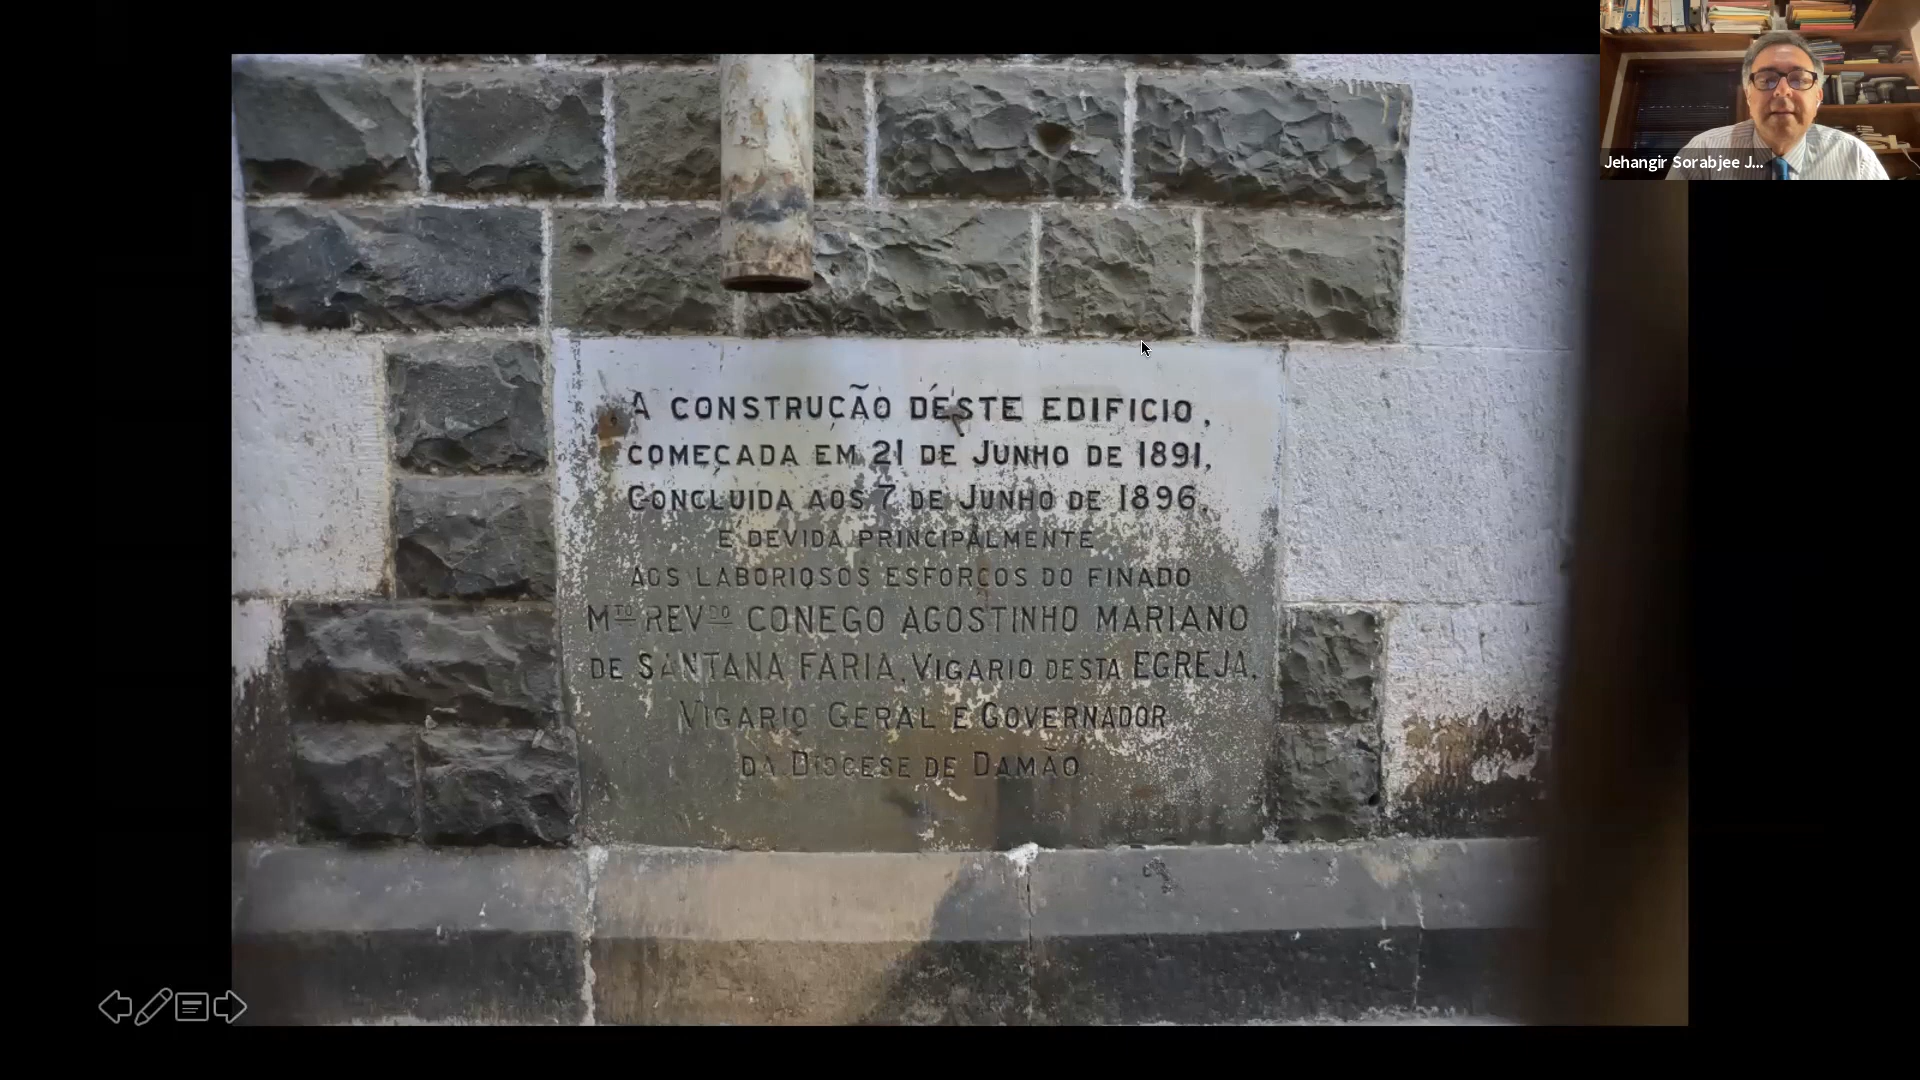 Jehangir Sorabjee J...
A CONSTRUCÃO DÉSTE EDIFICIO,
COMEÇADA EM 21 DE JUNHO DE 1891,
CONCLUIDA AOS 7 DE JUNHO DE 1896,
E DEVIDA PRINCIPALMENTE
AOS LABORIOSOS ESFORÇOS DO FINADO
MTO REVDO CONEGO AGOSTINHO MARIANO
DE SANTANA FARIA, VIGARIO DESTA EGREJA,
VIGARIO GERAL E GOVERNADOR
DA DIOCESE DE DAMÃO